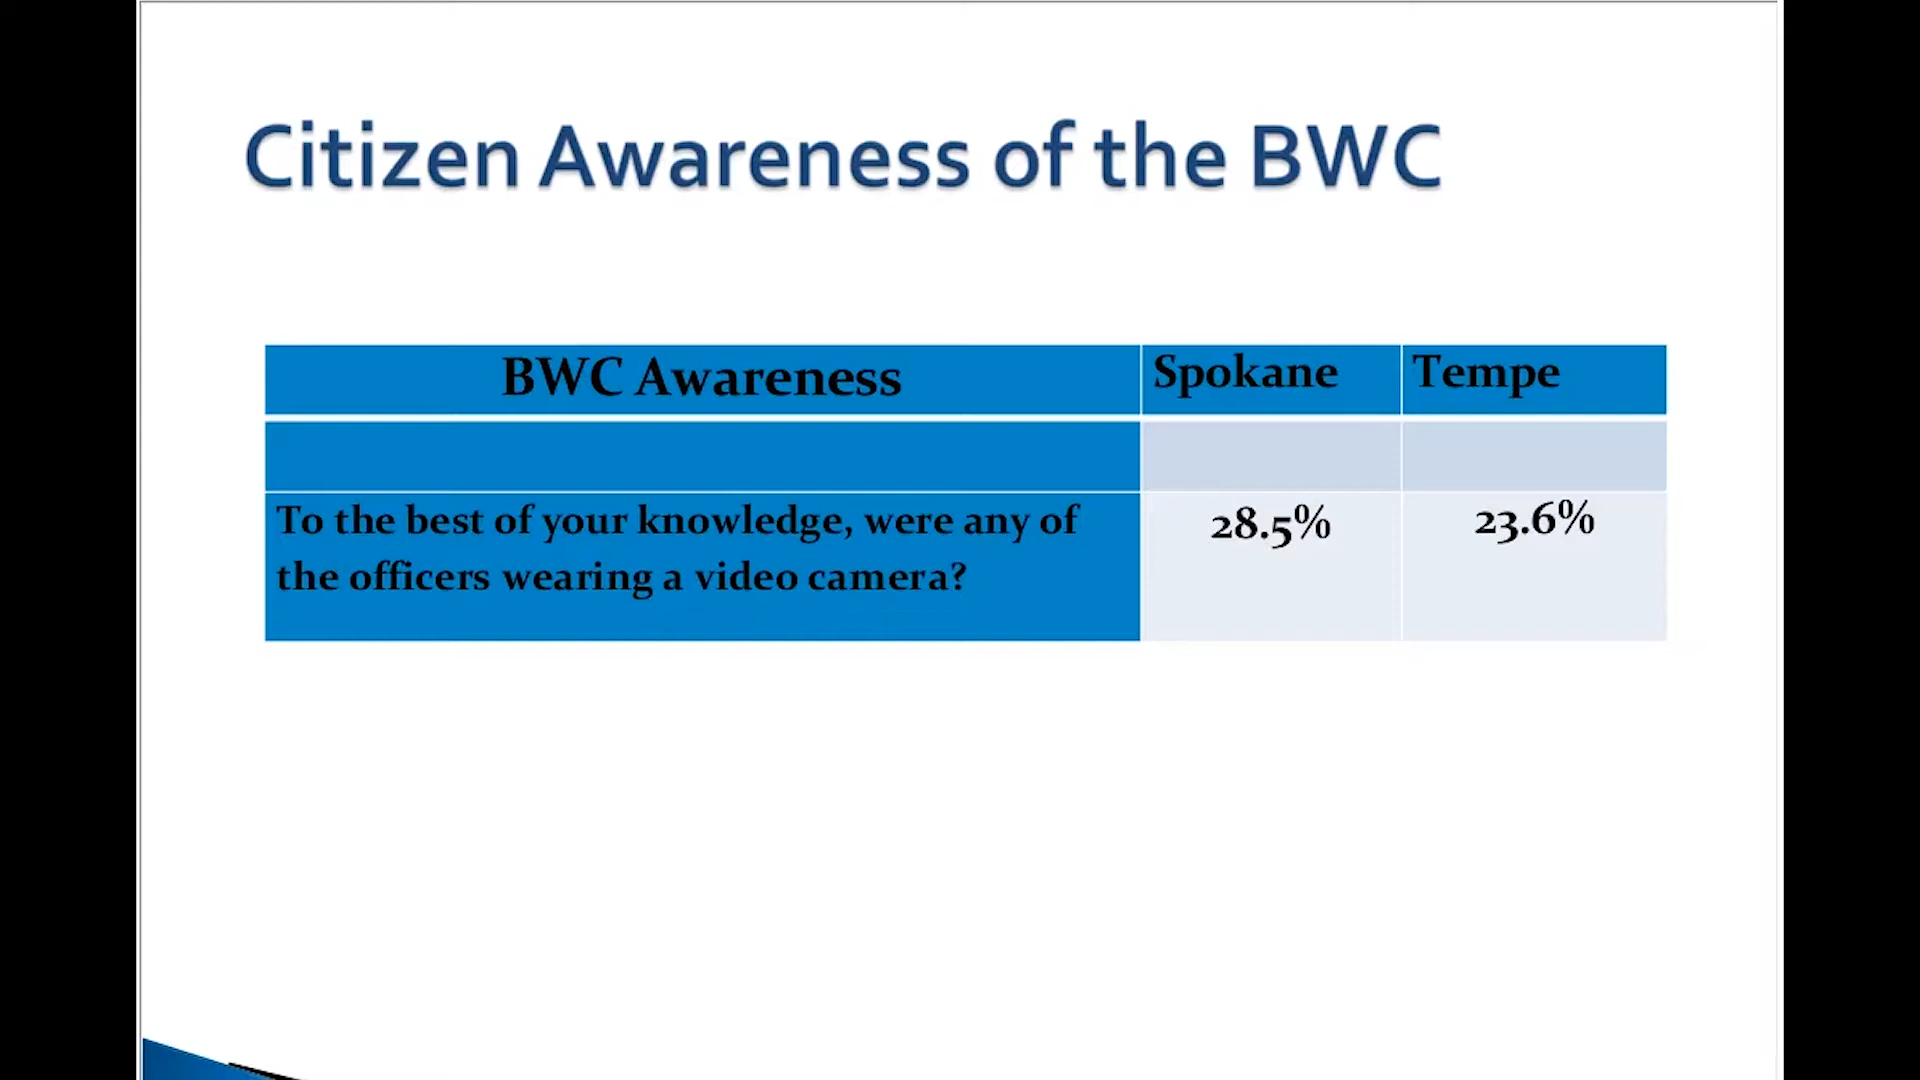 Citizen Awareness of the BWC
BWC Awareness Spokane Tempe
To the best of your knowledge, were any of
the officers wearing a video camera?
28.5% 23.6%